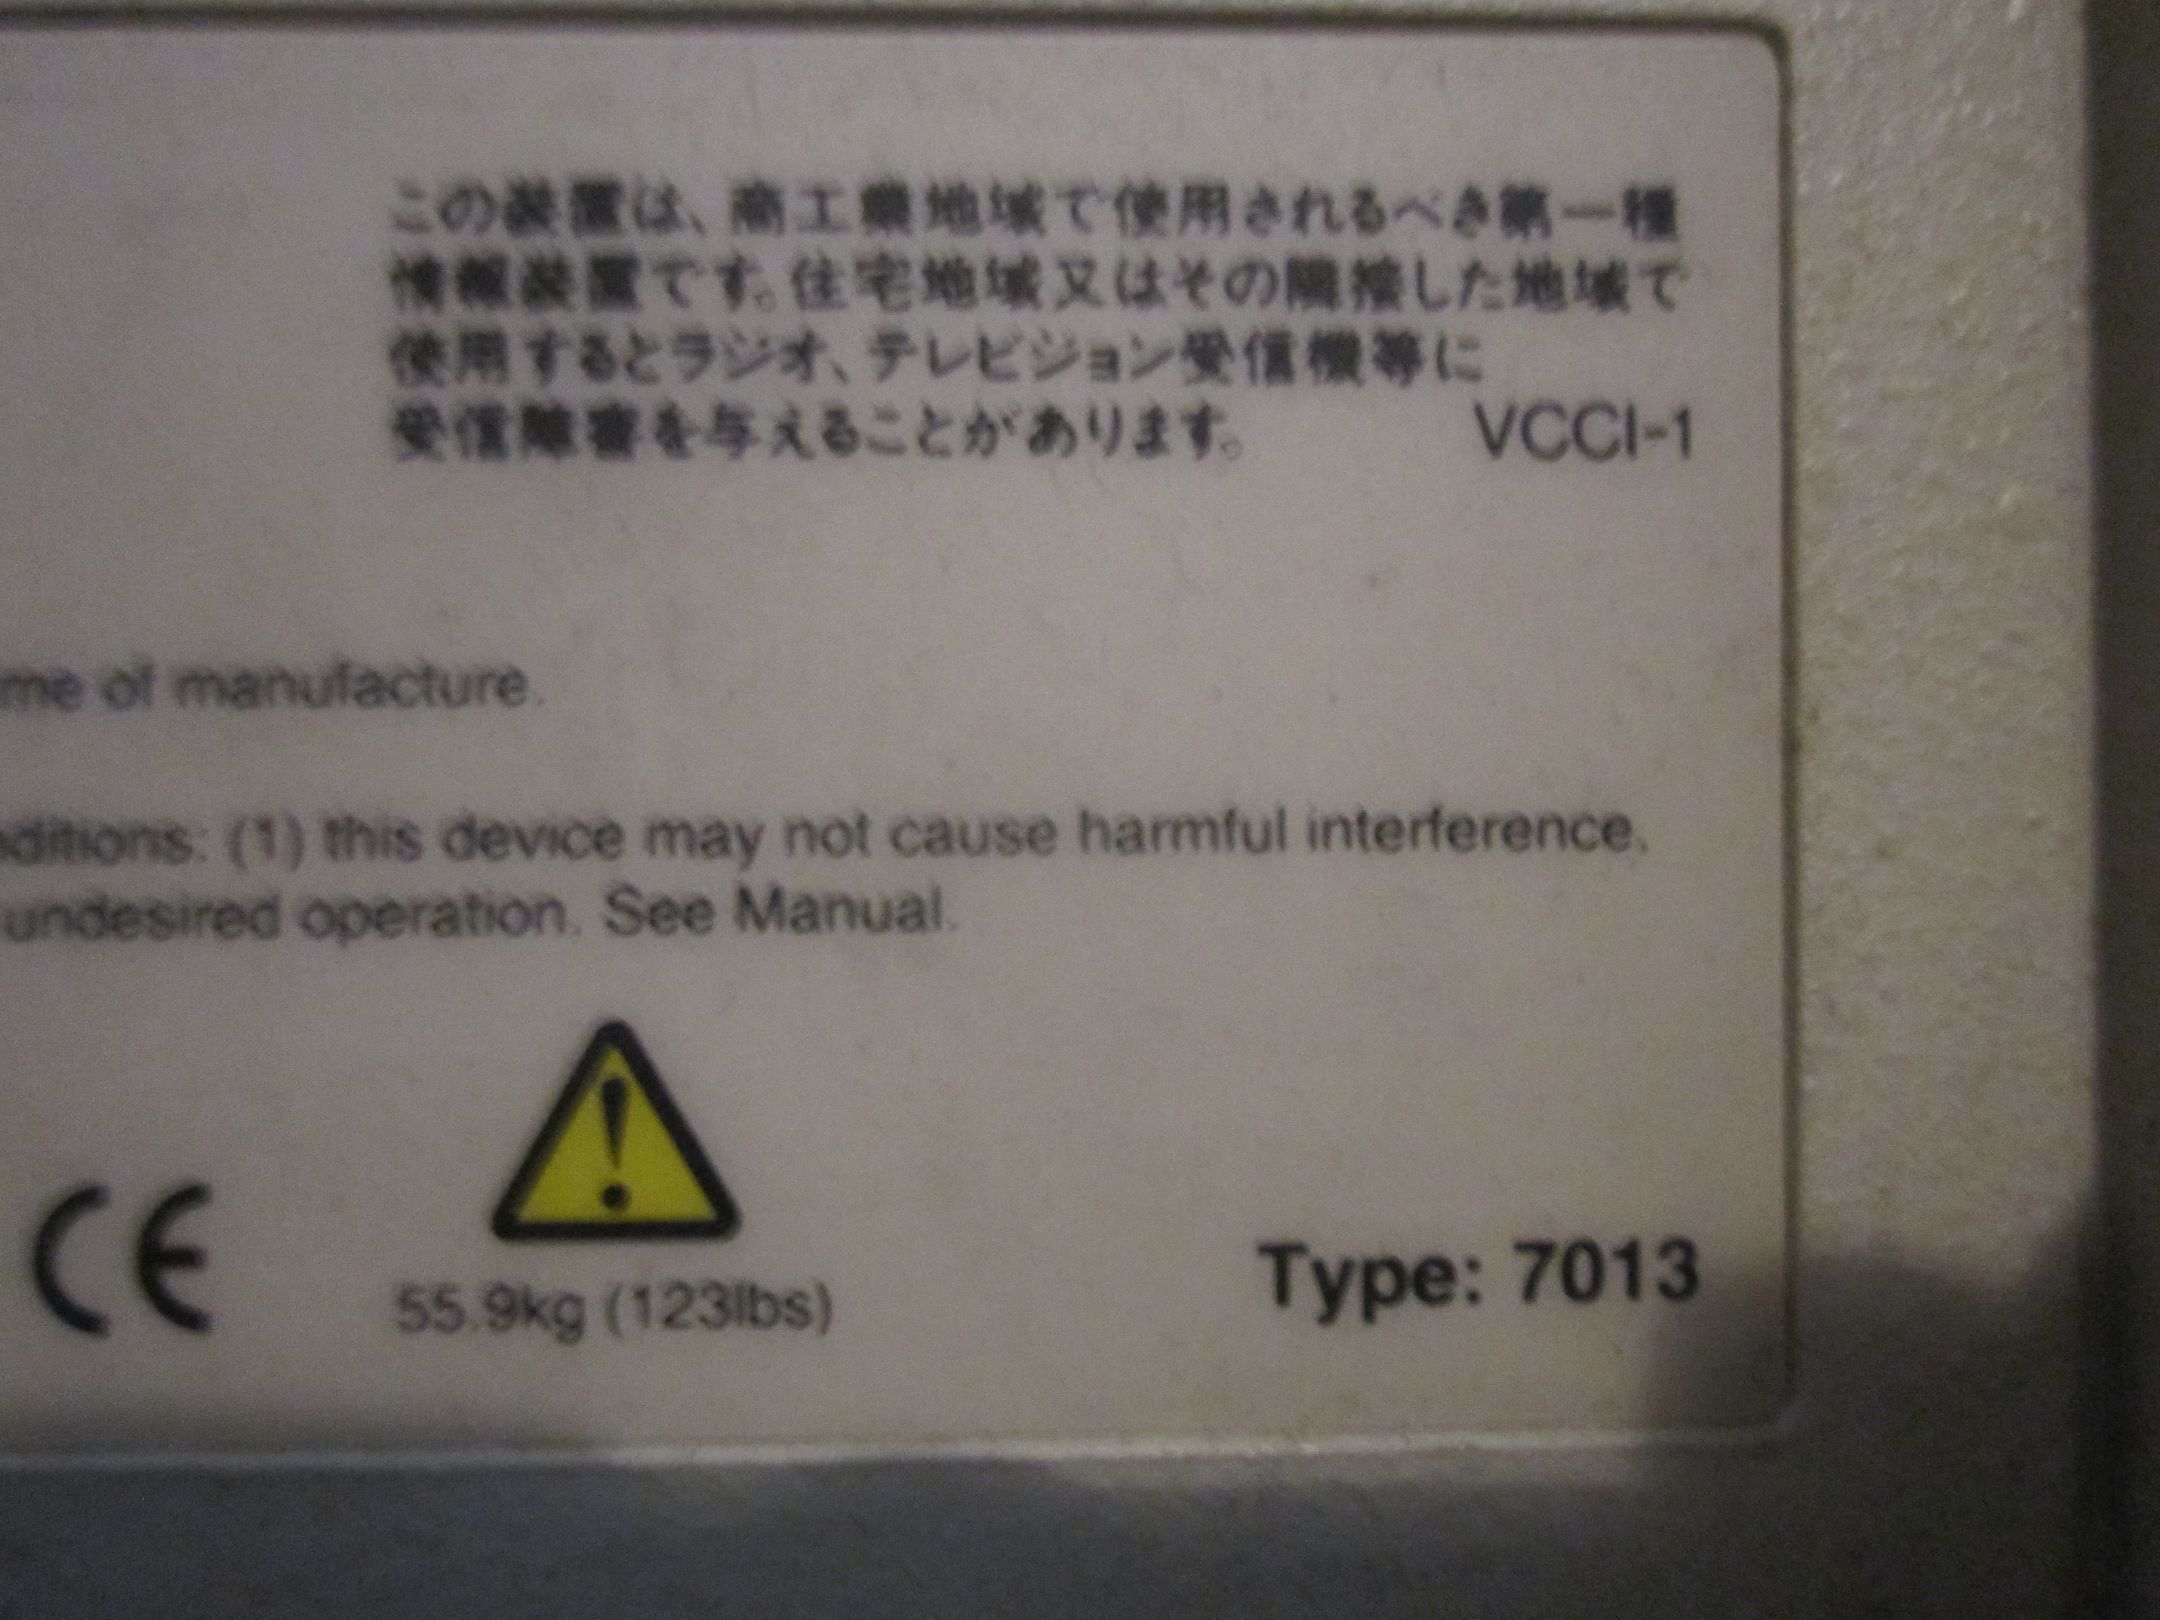 この装置は、商工業地域で使用されるべき第一種
情報装置です。住宅地域又はその隣接した地域で
使用するとラジオ、テレビジョン受信機等に
受信障害を与えることがあります。 VCCI-1
me of manufacture.
nditions: (1) this device may not cause harmful interference.
undesired operation. See Manual.
CE
55.9kg (123lbs)
Type: 7013